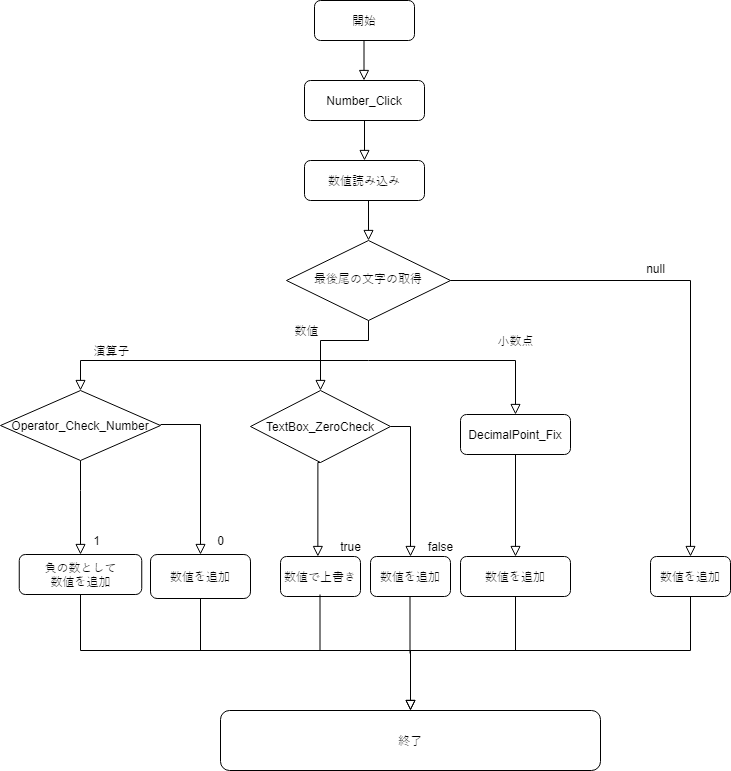 開始
Number_Click
数値読み込み
最後尾の文字の取得
null
数値
小数点
演算子
Operator_Check_Number
TextBox_ZeroCheck
DecimalPoint_Fix
1
0
true
false
負の数として
数値を追加
数値を追加
数値で上書き
数値を追加
数値を追加
数値を追加
終了